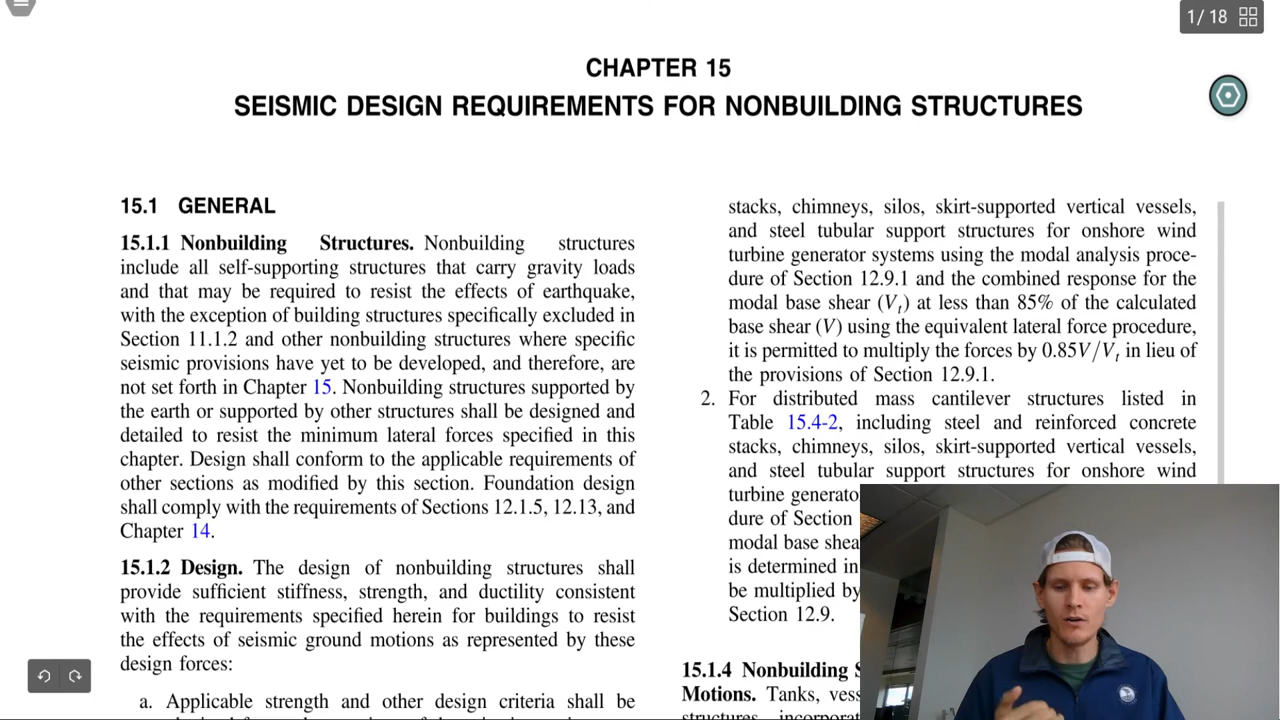 1/ 18
CHAPTER 15
SEISMIC DESIGN REQUIREMENTS FOR NONBUILDING STRUCTURES
15.1 GENERAL
15.1.1 Nonbuilding Structures. Nonbuilding structures
include all self-supporting structures that carry gravity loads
and that may be required to resist the effects of earthquake,
with the exception of building structures specifically excluded in
Section 11.1.2 and other nonbuilding structures where specific
seismic provisions have yet to be developed, and therefore, are
not set forth in Chapter 15. Nonbuilding structures supported by
the earth or supported by other structures shall be designed and
detailed to resist the minimum lateral forces specified in this
chapter. Design shall conform to the applicable requirements of
other sections as modified by this section. Foundation design
shall comply with the requirements of Sections 12.1.5, 12.13, and
Chapter 14.
15.1.2 Design. The design of nonbuilding structures shall
provide sufficient stiffness, strength, and ductility consistent
with the requirements specified herein for buildings to resist
the effects of seismic ground motions as represented by these
design forces:
a. Applicable strength and other design criteria shall be
stacks, chimneys, silos, skirt-supported vertical vessels,
and steel tubular support structures for onshore wind
turbine generator systems using the modal analysis proce-
dure of Section 12.9.1 and the combined response for the
modal base shear (Vt) at less than 85% of the calculated
base shear (V) using the equivalent lateral force procedure,
it is permitted to multiply the forces by 0.85V/Vt in lieu of
the provisions of Section 12.9.1.
2. For distributed mass cantilever structures listed in
Table 15.4-2, including steel and reinforced concrete
stacks, chimneys, silos, skirt-supported vertical vessels,
and steel tubular support structures for onshore wind
turbine generato
dure of Section
modal base shea
is determined in
be multiplied by
Section 12.9.
15.1.4 Nonbuilding S
Motions. Tanks, vess
structures, incorporat